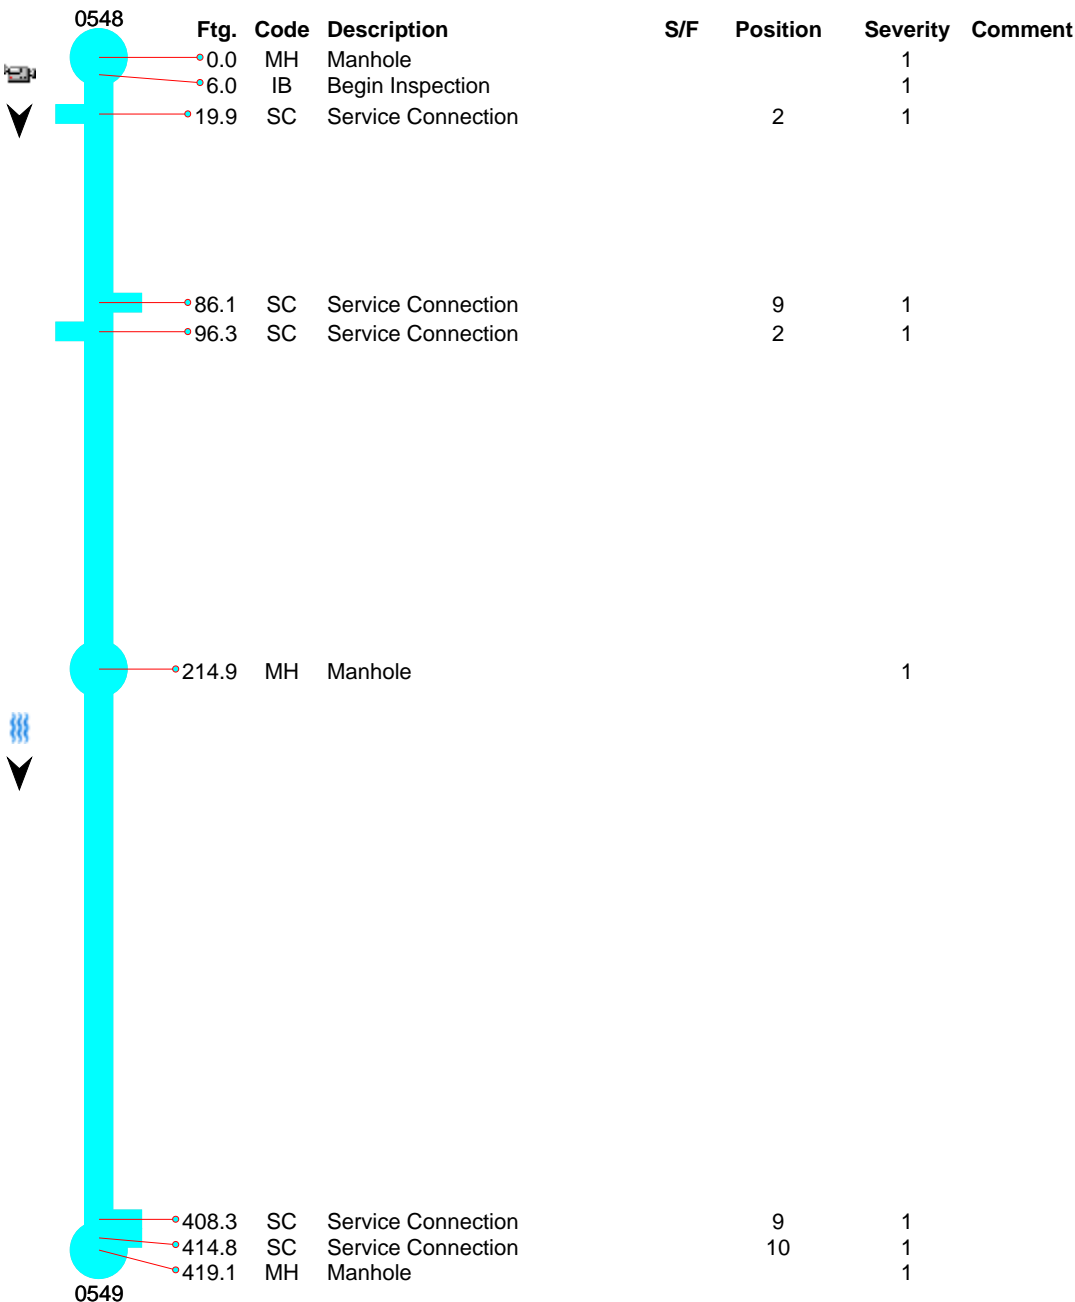 0548
Ftg. Code Description S/F Position Severity Comment
0.0 MH Manhole 1
6.0 IB Begin Inspection 1
19.9 SC Service Connection 2 1
86.1 SC Service Connection 9 1
96.3 SC Service Connection 2 1
214.9 MH Manhole 1
408.3 SC Service Connection 9 1
414.8 SC Service Connection 10 1
419.1 MH Manhole 1
0549